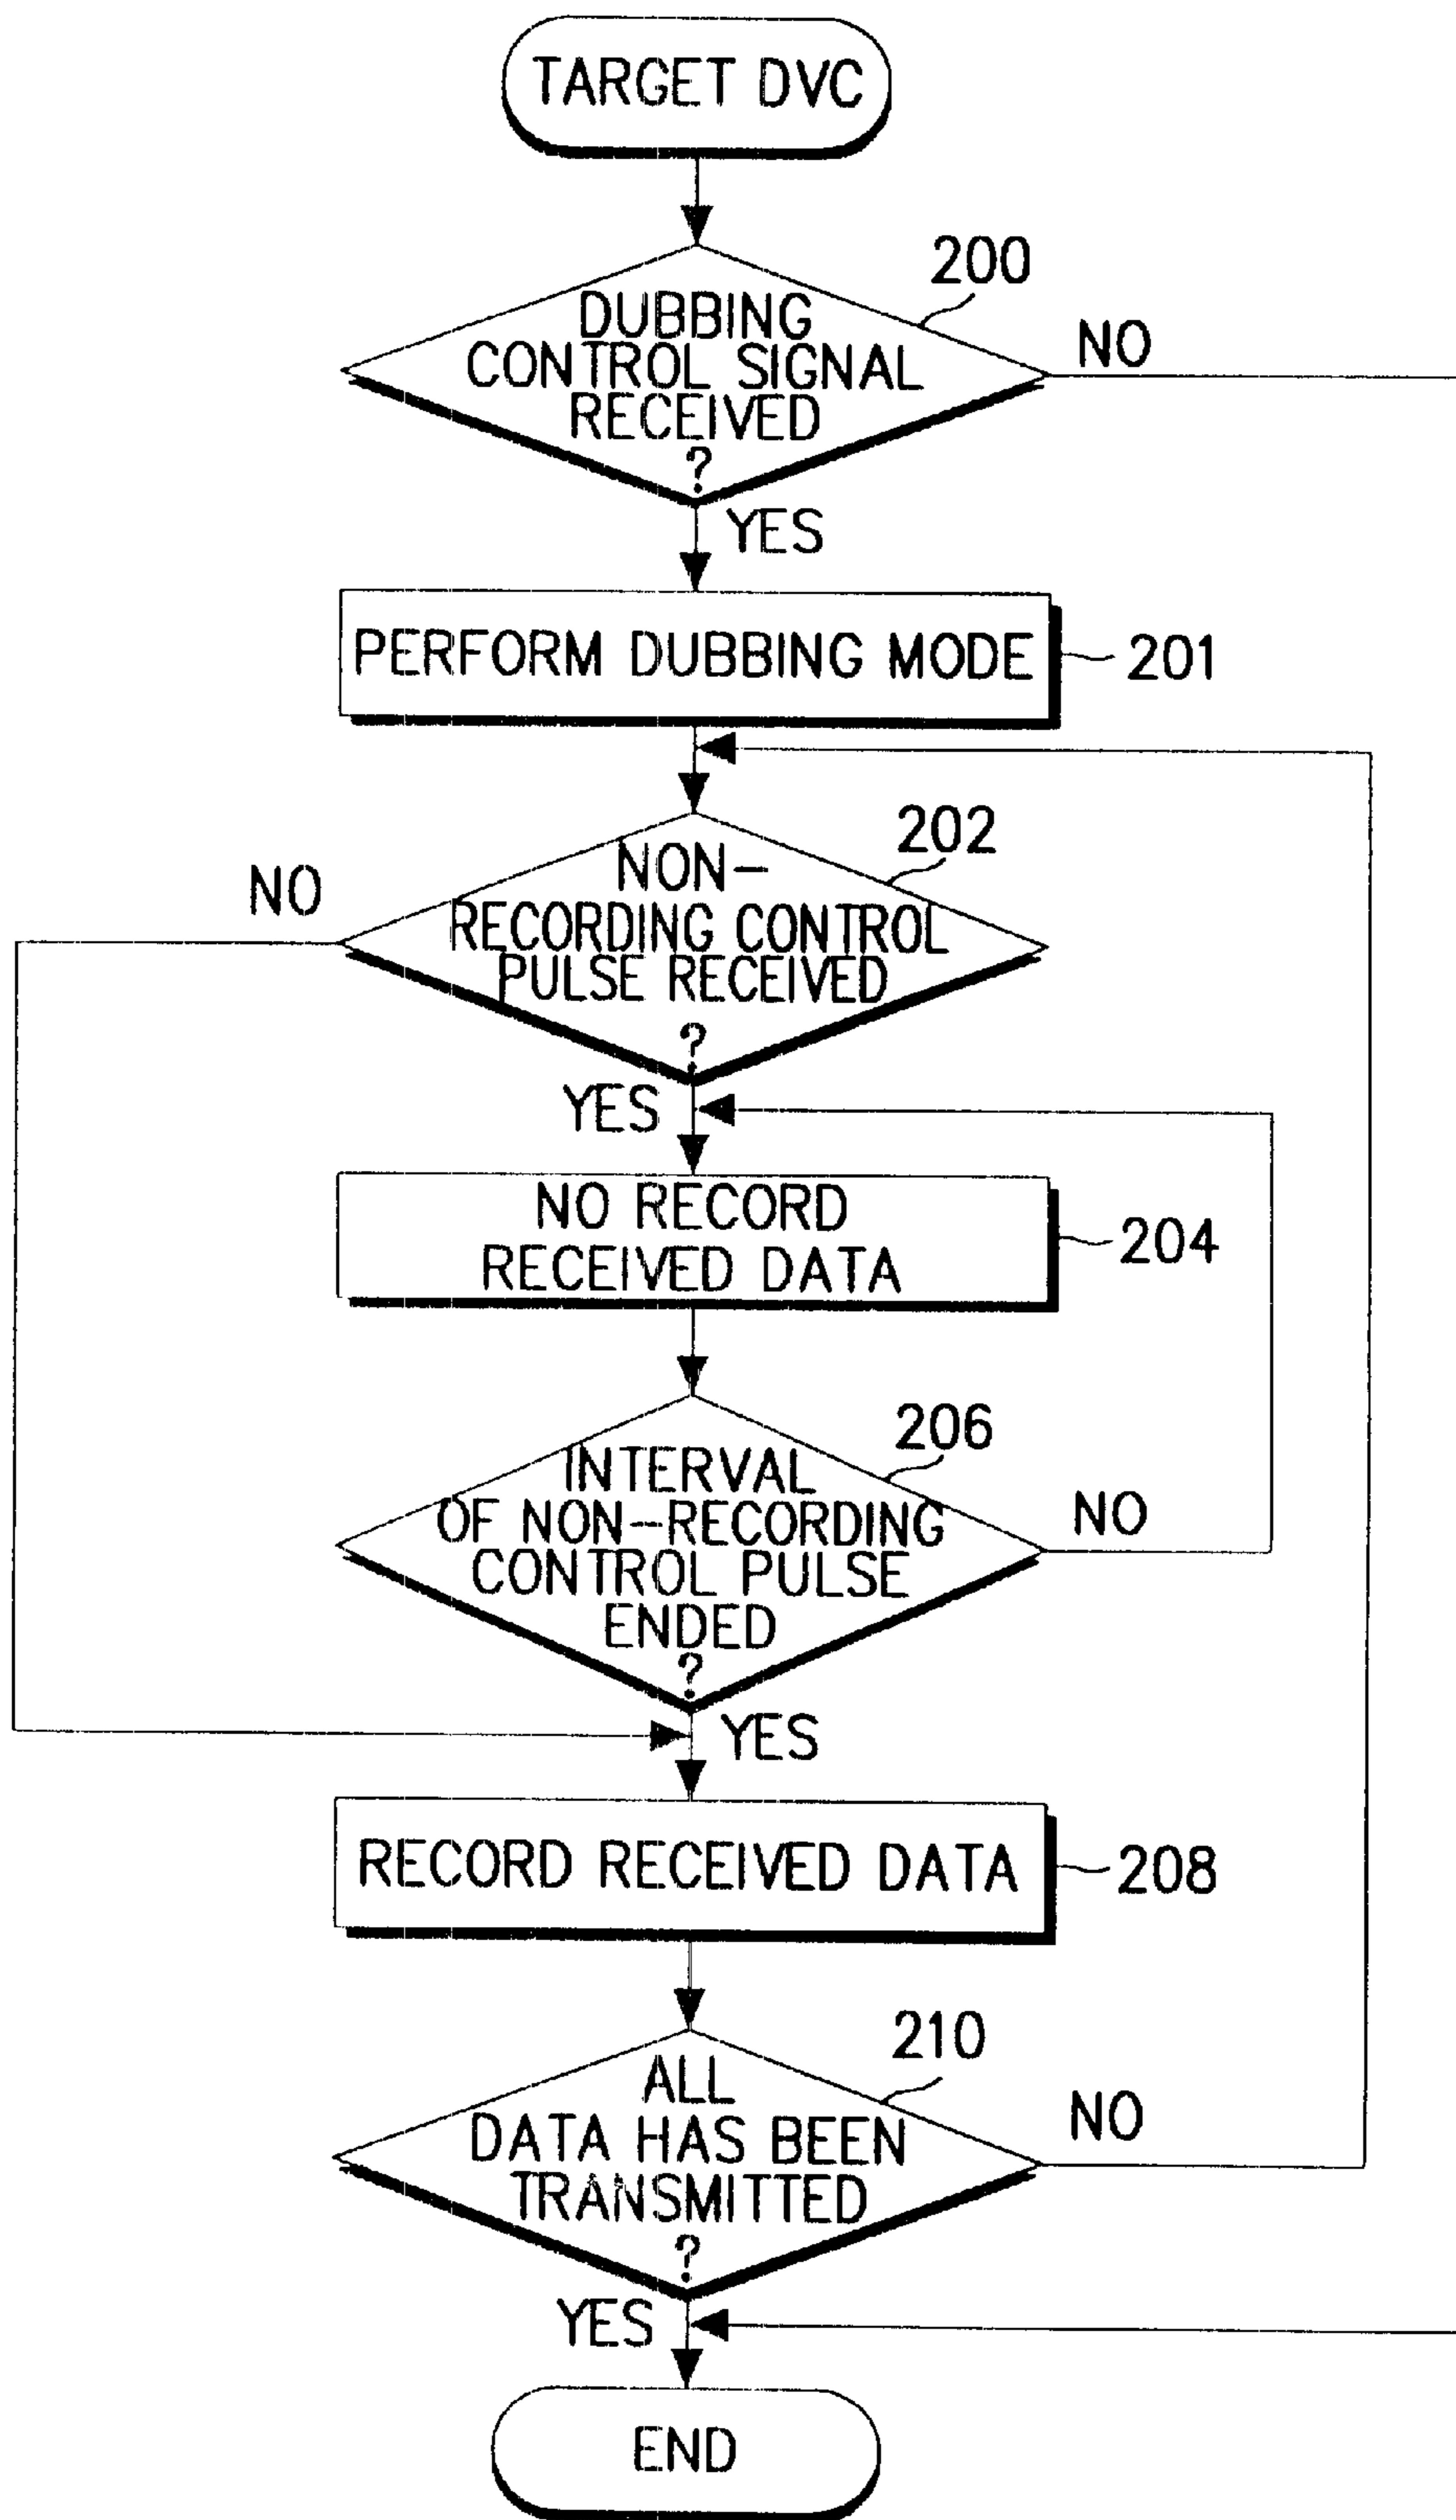 TARGET DVC
200
DUBBING
CONTROL SIGNAL
RECEIVED
?
NO
YES
PERFORM DUBBING MODE
201
202
NON-
RECORDING CONTROL
PULSE RECEIVED
?
NO
YES
NO RECORD
RECEIVED DATA
204
206
INTERVAL
OF NON-RECORDING
CONTROL PULSE
ENDED
?
NO
YES
RECORD RECEIVED DATA
208
210
ALL
DATA HAS BEEN
TRANSMITTED
?
NO
YES
END